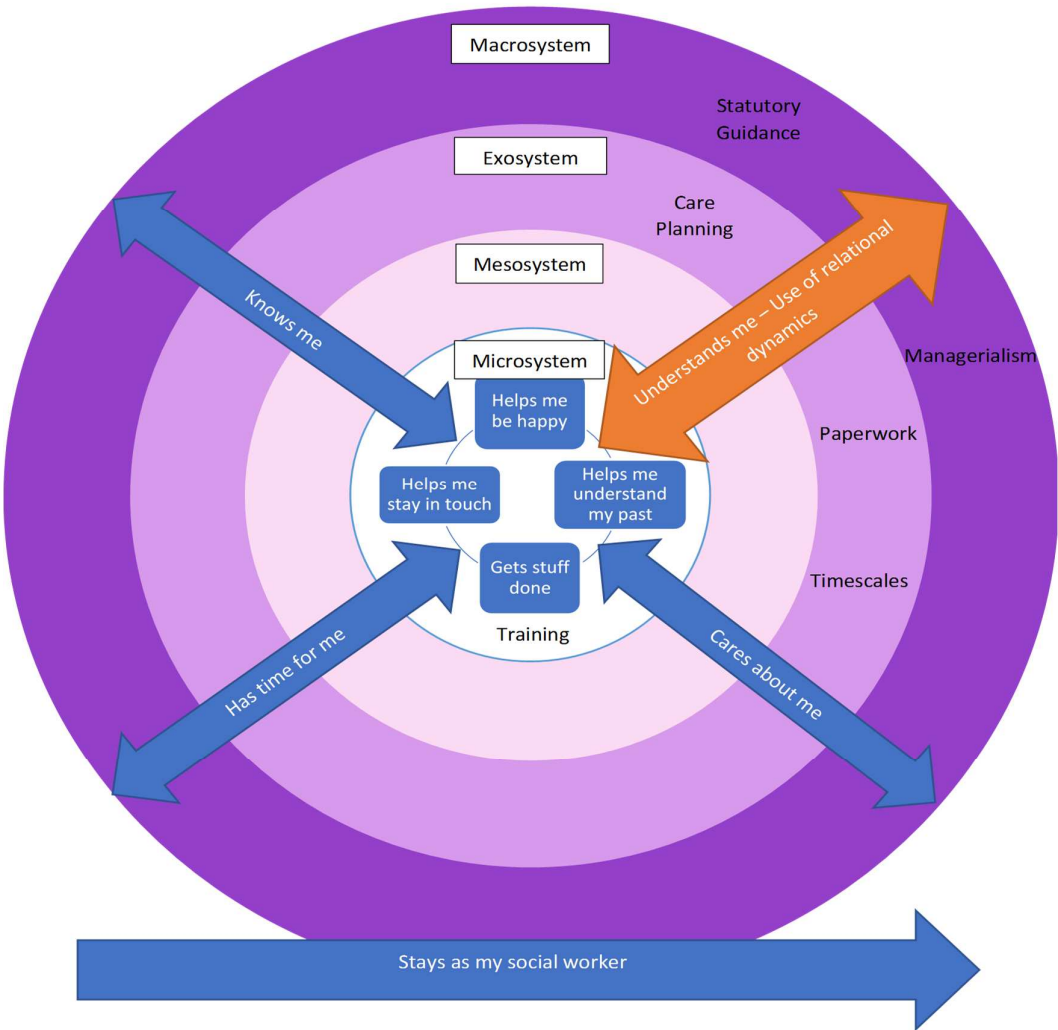 Macrosystem
Statutory
Guidance
Exosystem
Care
Planning
Mesosystem
Knows me
Understands me – Use of relational
dynamics
Managerialism
Microsystem
Helps me
be happy
Paperwork
Helps me
stay in touch
Helps me
understand
my past
Gets stuff
done
Timescales
Training
Has time for me
Cares about me
Stays as my social worker